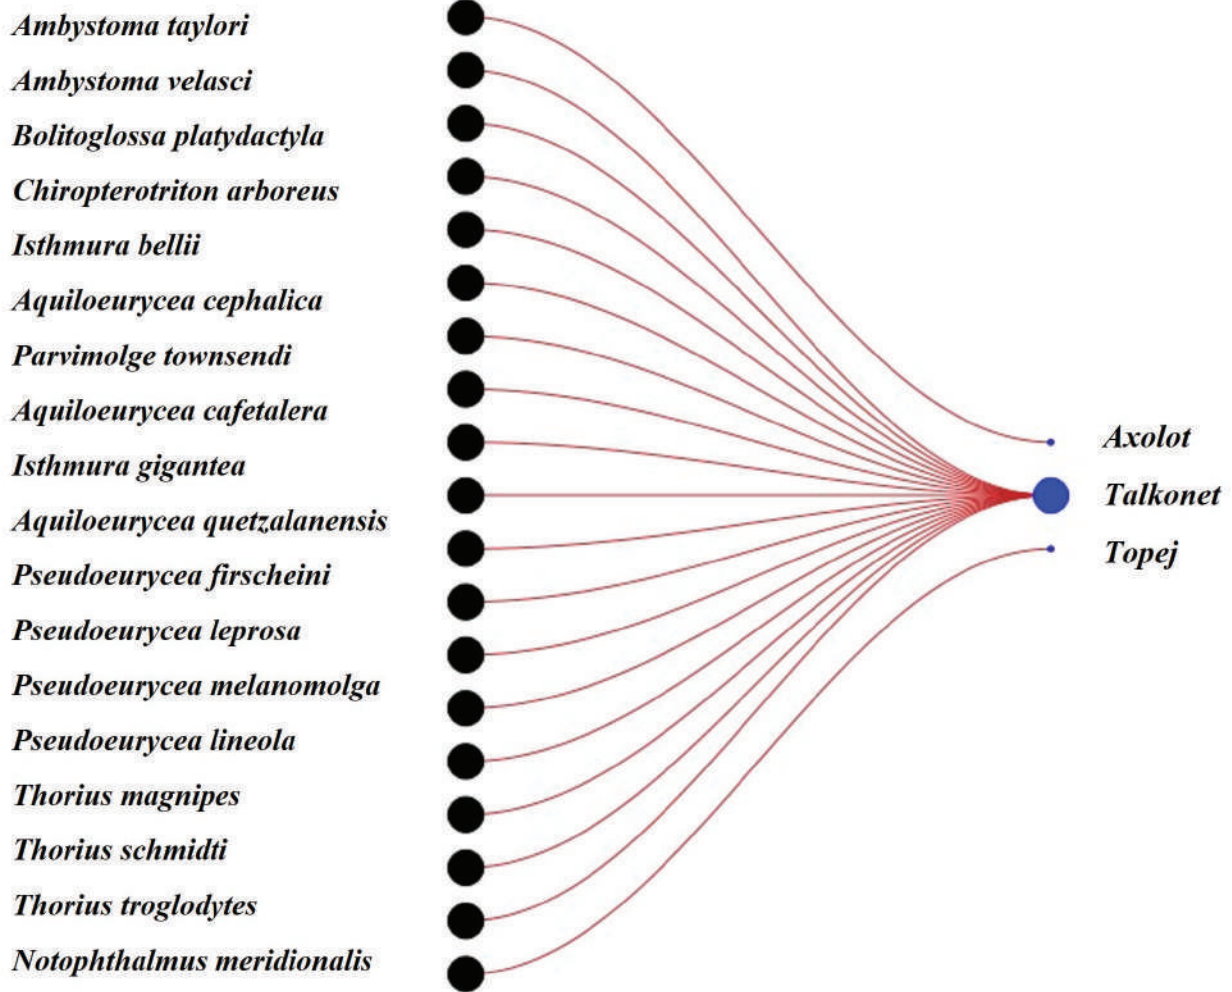 Ambystoma taylori
Ambystoma velasci
Bolitoglossa platydactyla
Chiropterotriton arboreus
Isthmura bellii
Aquiloeurycea cephalica
Parvimolge townsendi
Aquiloeurycea cafetalera
Isthmura gigantea
Aquiloeurycea quetzalanensis
Pseudoeurycea firscheini
Pseudoeurycea leprosa
Pseudoeurycea melanomolga
Pseudoeurycea lineola
Thorius magnipes
Thorius schmidti
Thorius troglodytes
Notophthalmus meridionalis
Axolot
Talkonet
Topej